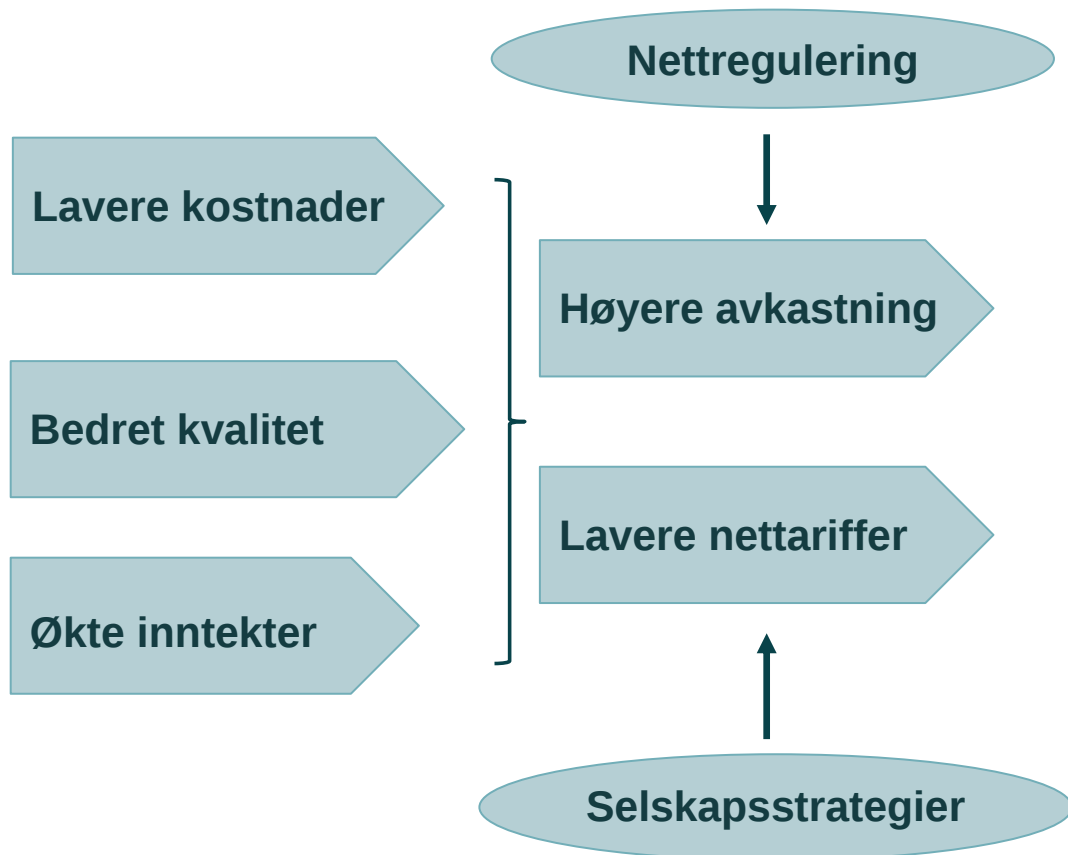 Nettregulering
Lavere kostnader
Høyere avkastning
Bedret kvalitet
Lavere nettariffer
Økte inntekter
Selskapsstrategier